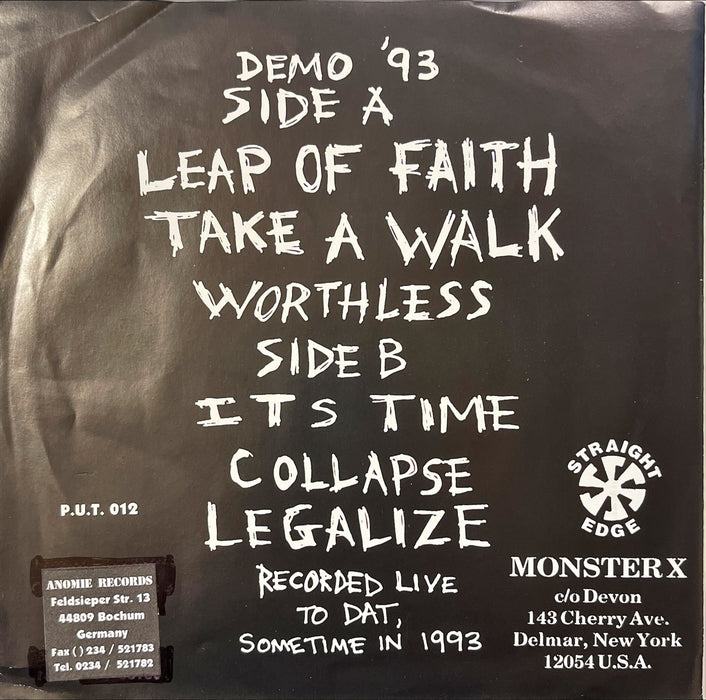 DEMO '93
SIDE A
LEAP OF FAITH
TAKE A WALK
WORTHLESS
SIDE B
ITS TIME
COLLAPSE
LEGALIZE
RECORDED LIVE
TO DAT,
SOMETIME IN 1993
P.U.T. 012
ANOMIE RECORDS
Feldsieper Str. 13
44809 Bochum
Germany
Fax () 234 / 521783
Tel. 0234 / 521782
STRAIGHT
EDGE
MONSTER X
c/o Devon
143 Cherry Ave.
Delmar, New York
12054 U.S.A.